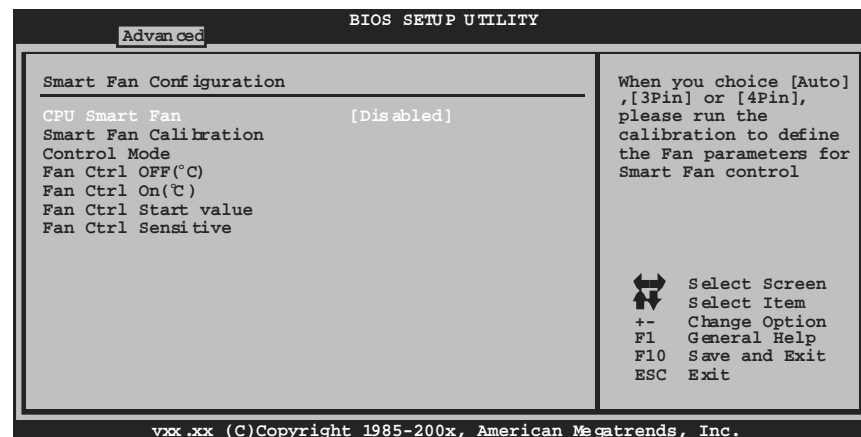 BIOS SETUP UTILITY
Advanced
Smart Fan Configuration
CPU Smart Fan [Disabled]
Smart Fan Calibration
Control Mode
Fan Ctrl OFF(°C)
Fan Ctrl On(℃)
Fan Ctrl Start value
Fan Ctrl Sensitive
When you choice [Auto]
,[3Pin] or [4Pin],
please run the
calibration to define
the Fan parameters for
Smart Fan control
Select Screen
Select Item
+- Change Option
F1 General Help
F10 Save and Exit
ESC Exit
vxx.xx (C)Copyright 1985-200x, American Megatrends, Inc.